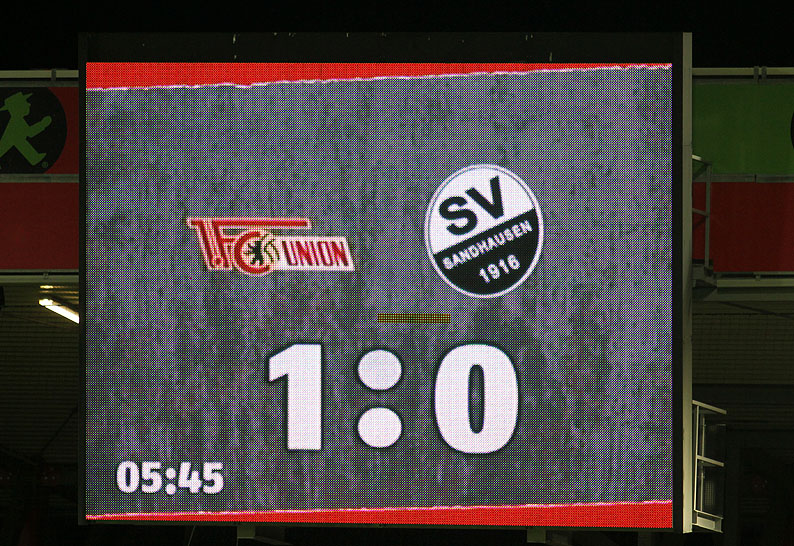 1.FC UNION
SV
SANDHAUSEN
1916
1:0
05:45